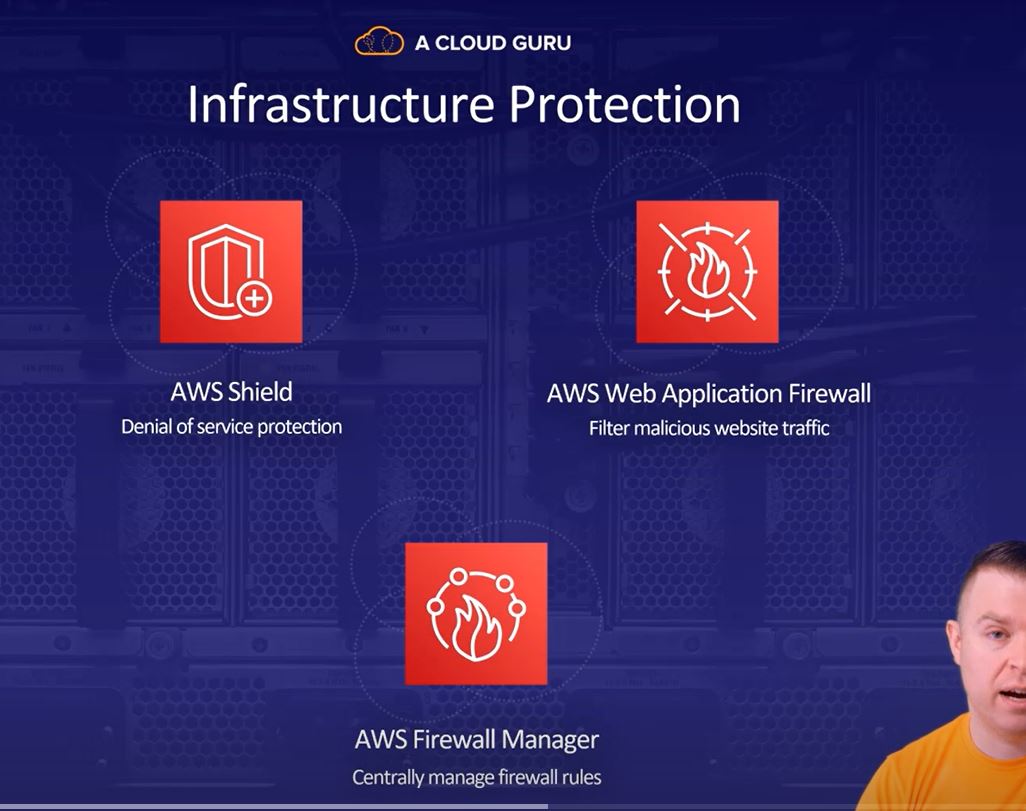 A CLOUD GURU
Infrastructure Protection
AWS Shield
Denial of service protection
AWS Web Application Firewall
Filter malicious website traffic
AWS Firewall Manager
Centrally manage firewall rules